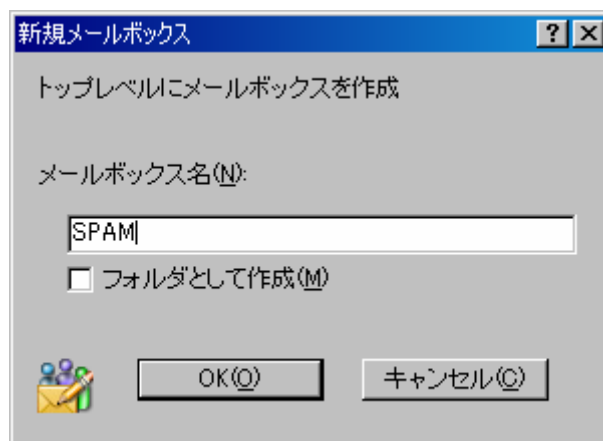 新規メールボックス
トップレベルにメールボックスを作成
メールボックス名(N):
SPAM
フォルダとして作成(M)
OK(O) キャンセル(C)